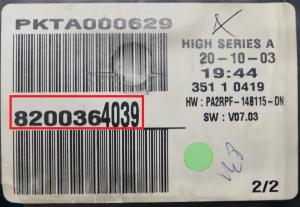 PKTA000629
HIGH SERIES A
20-10-03
19:44
351 1 0419
HW : PA2RPF-14B115-DN
SW : V07.03
8200364039
2/2